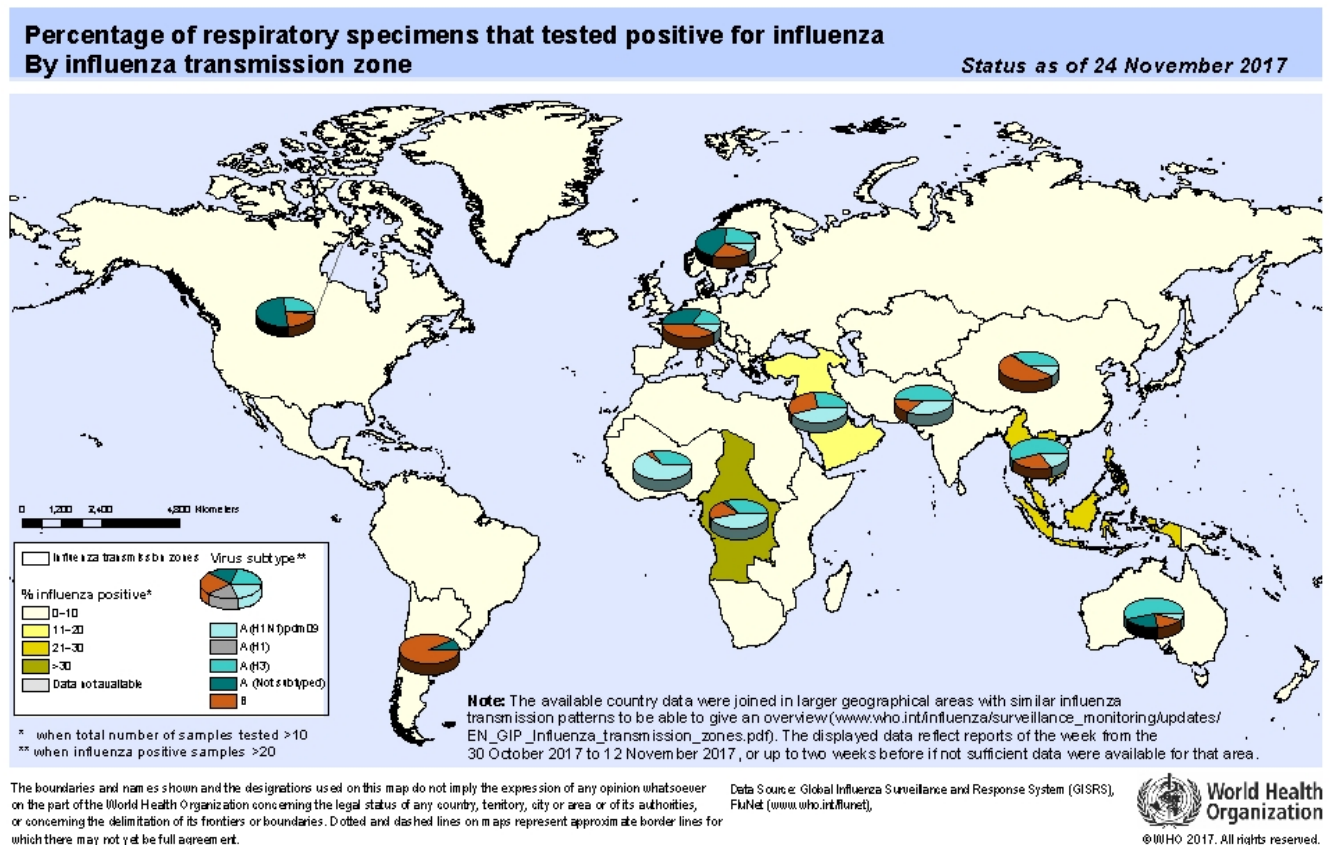 Percentage of respiratory specimens that tested positive for influenza
By influenza transmission zone
Status as of 24 November 2017
0 1,200 2,400 4,800 Kilometers
Influenza transmission zones
% influenza positive*
0-10
11-20
21-30
>30
Data not available
Virus subtype**
A(H1N1)pdm09
A(H1)
A(H3)
A (Not subtyped)
B
* when total number of samples tested >10
** when influenza positive samples >20
Note: The available country data were joined in larger geographical areas with similar influenza
transmission patterns to be able to give an overview (www.who.int/influenza/surveillance_monitoring/updates/
EN_GIP_Influenza_transmission_zones.pdf). The displayed data reflect reports of the week from the
30 October 2017 to 12 November 2017, or up to two weeks before if not sufficient data were available for that area.
The boundaries and names shown and the designations used on this map do not imply the expression of any opinion whatsoever
on the part of the World Health Organization concerning the legal status of any country, territory, city or area or of its authorities,
or concerning the delimitation of its frontiers or boundaries. Dotted and dashed lines on maps represent approximate border lines for
which there may not yet be full agreement.
Data Source: Global Influenza Surveillance and Response System (GISRS),
FluNet (www.who.int/flunet),
World Health
Organization
© WHO 2017. All rights reserved.